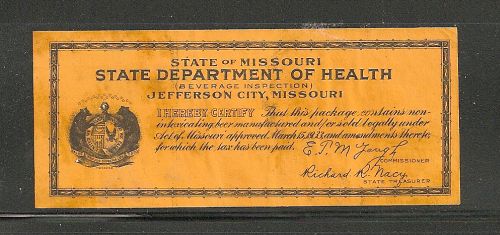 STATE OF MISSOURI
STATE DEPARTMENT OF HEALTH
(BEVERAGE INSPECTION)
JEFFERSON CITY, MISSOURI
I HEREBY CERTIFY That this package contains non-
intoxicating beer manufactured and/or sold legally under
Act of Missouri approved, March 15, 1933, and amendments thereto,
for which the tax has been paid.
COMMISSIONER
Richard R. Nacy
STATE TREASURER